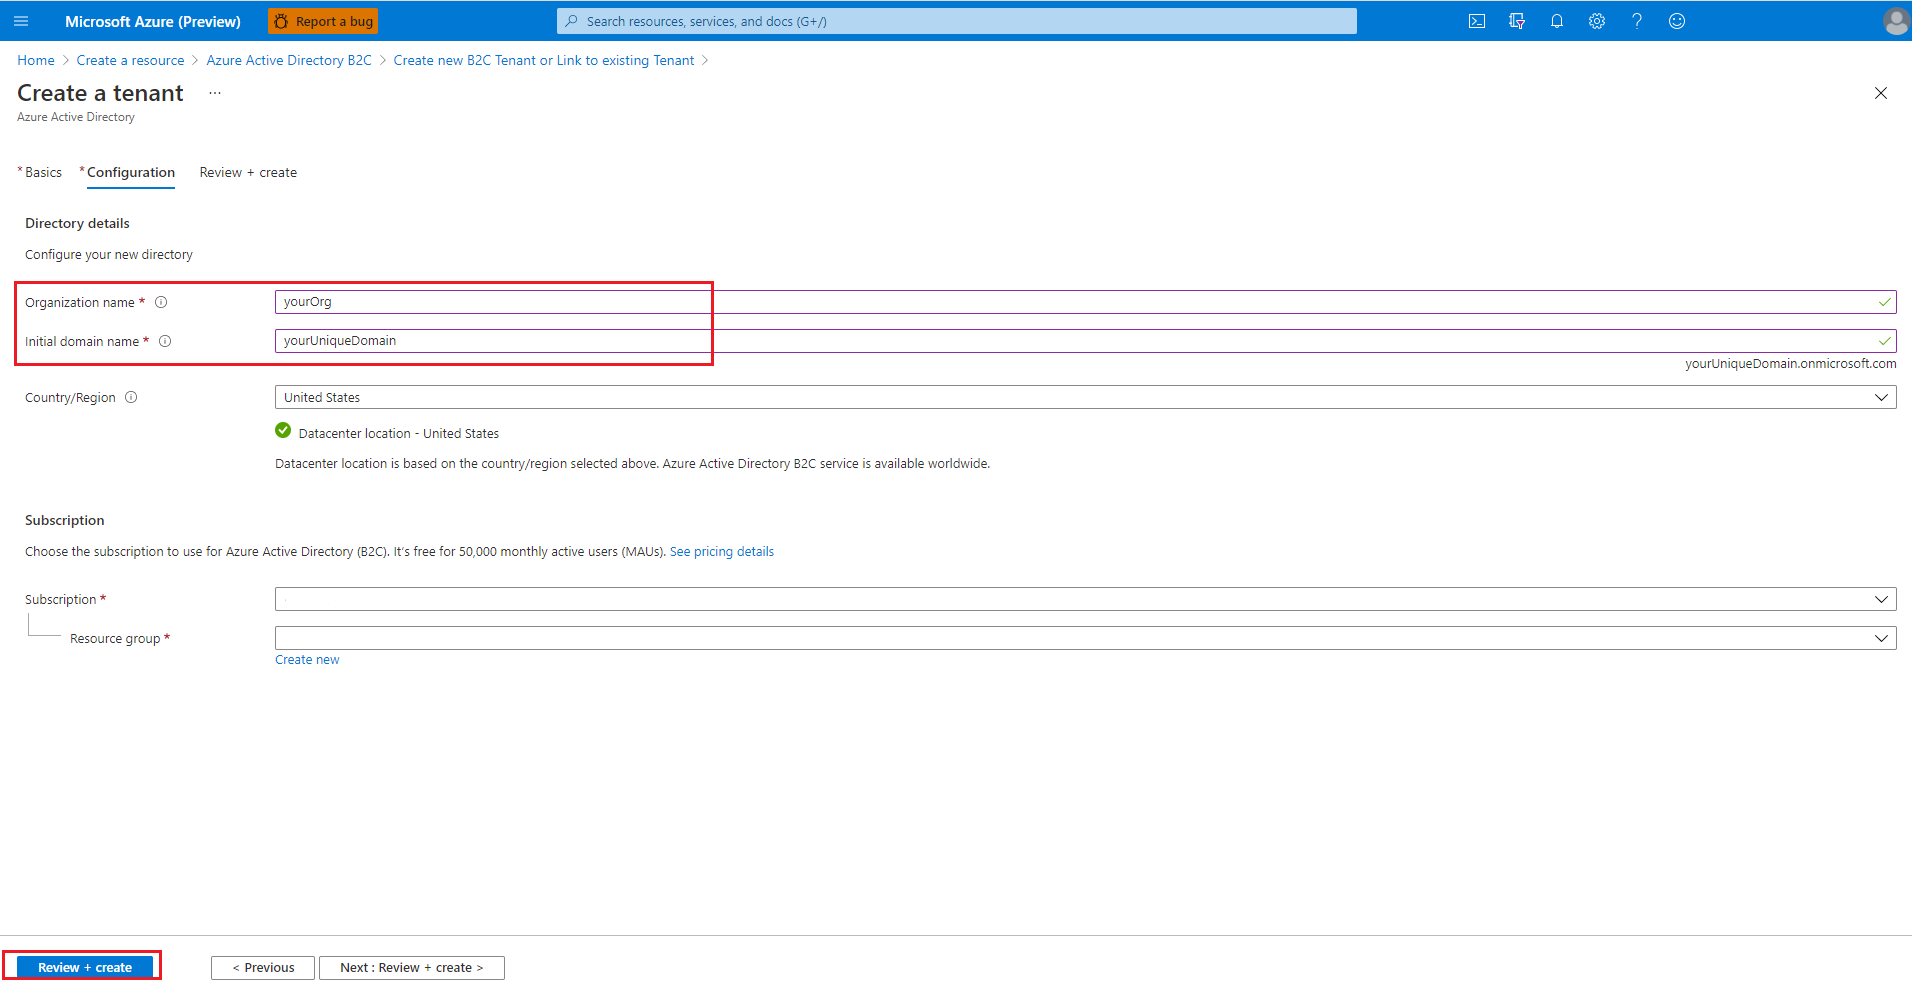 Microsoft Azure (Preview) Report a bug Search resources, services, and docs (G+/)
Home > Create a resource > Azure Active Directory B2C > Create new B2C Tenant or Link to existing Tenant >
Create a tenant ...
Azure Active Directory
* Basics * Configuration Review + create
Directory details
Configure your new directory
Organization name * yourOrg
Initial domain name * yourUniqueDomain
yourUniqueDomain.onmicrosoft.com
Country/Region United States
Datacenter location - United States
Datacenter location is based on the country/region selected above. Azure Active Directory B2C service is available worldwide.
Subscription
Choose the subscription to use for Azure Active Directory (B2C). It's free for 50,000 monthly active users (MAUs). See pricing details
Subscription *
Resource group *
Create new
Review + create < Previous Next : Review + create >